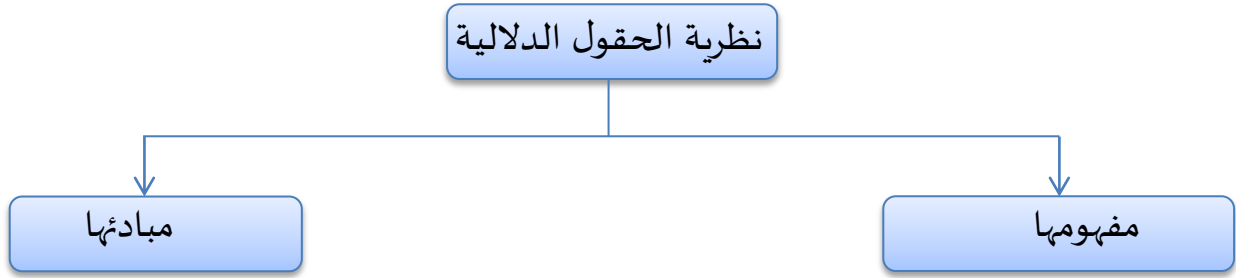 نظرية الحقول الدلالية
مفهومها
مبادئها